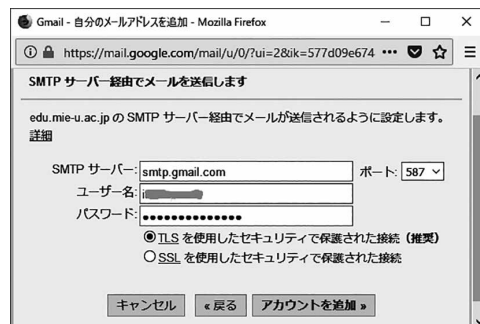 Gmail - 自分のメールアドレスを追加 - Mozilla Firefox
https://mail.google.com/mail/u/0/?ui=2&ik=577d09e674
SMTP サーバー経由でメールを送信します
edu.mie-u.ac.jp の SMTP サーバー経由でメールが送信されるように設定します。
詳細
SMTP サーバー: smtp.gmail.com ポート: 587
ユーザー名: i
パスワード: ••••••••••••••
TLS を使用したセキュリティで保護された接続 (推奨)
SSL を使用したセキュリティで保護された接続
キャンセル « 戻る アカウントを追加 »